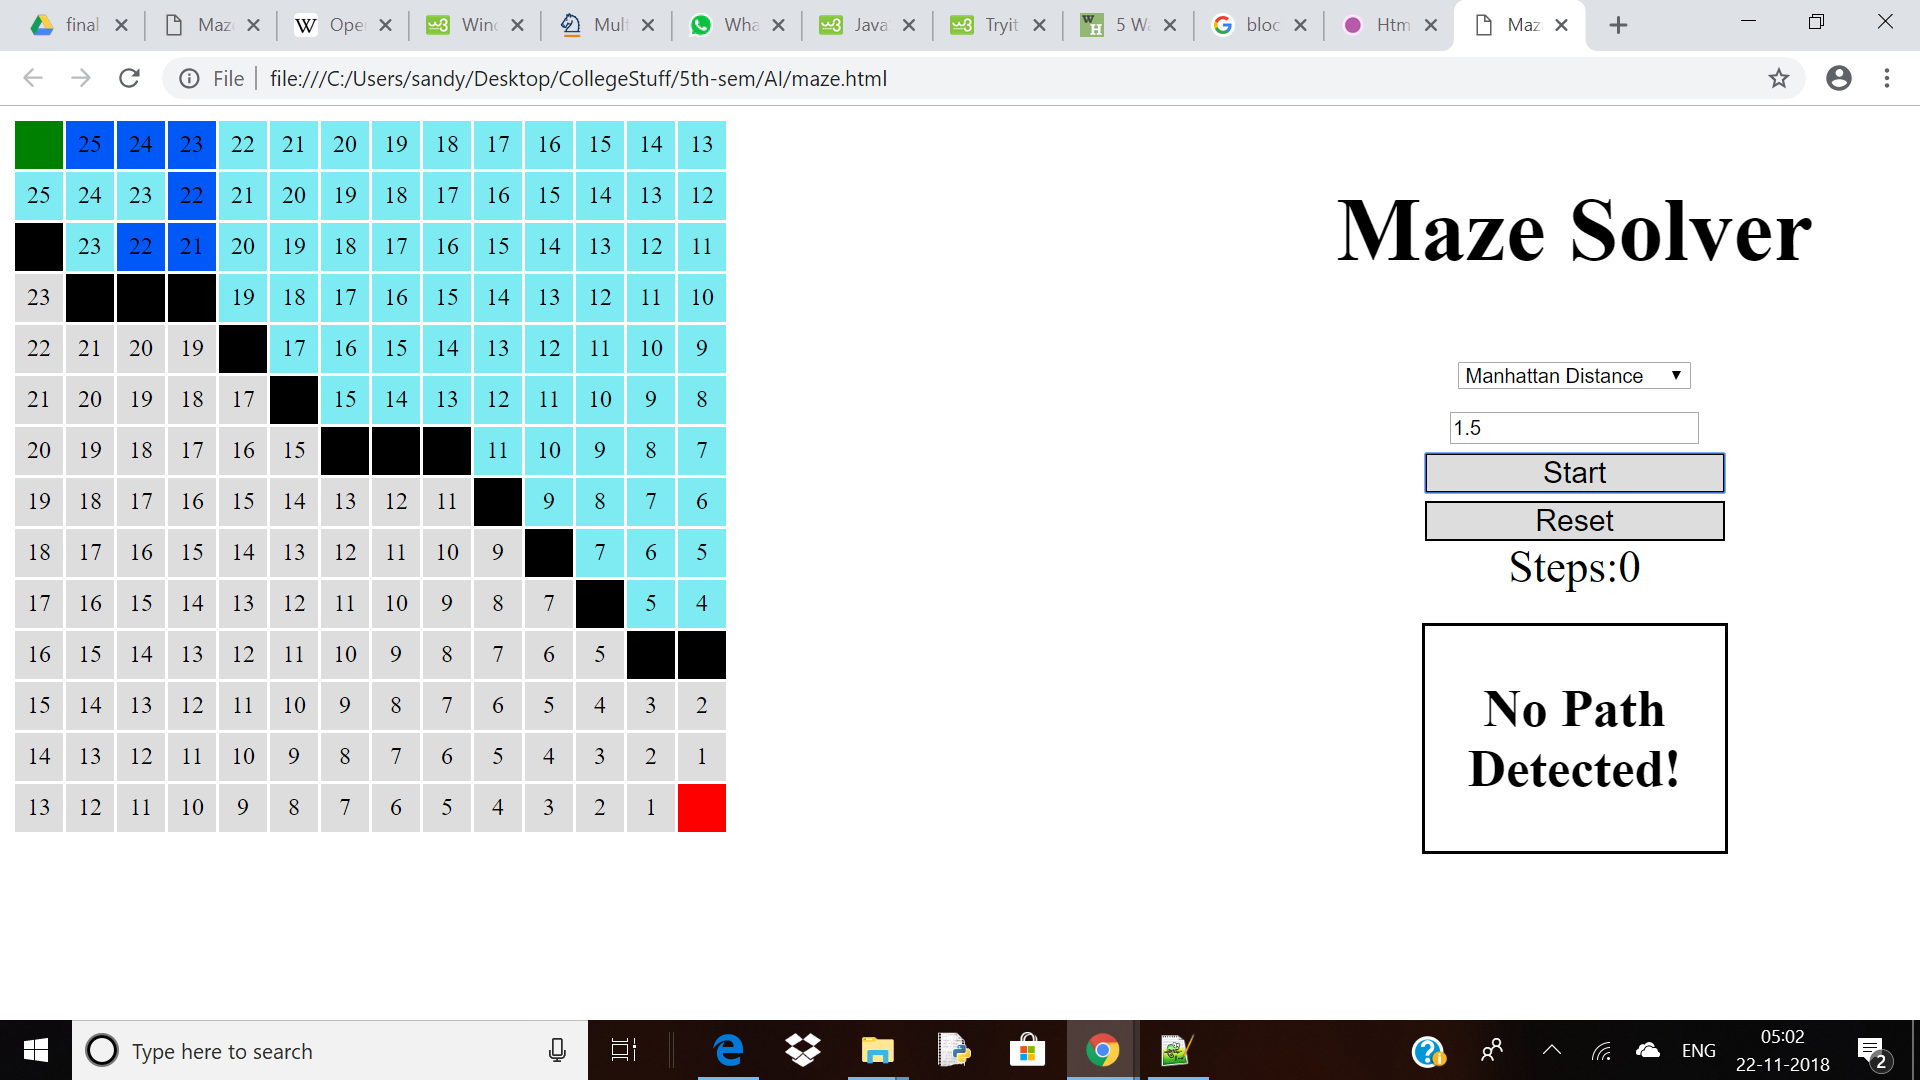 final
Maz
Ope
Winc
Mult
Wha
Java
Tryit
5 W
bloc
Htm
Maz
File
file:///C:/Users/sandy/Desktop/CollegeStuff/5th-sem/AI/maze.html
25 24 23 22 21 20 19 18 17 16 15 14 13
25 24 23 22 21 20 19 18 17 16 15 14 13 12
23 22 21 20 19 18 17 16 15 14 13 12 11
23 19 18 17 16 15 14 13 12 11 10
22 21 20 19 17 16 15 14 13 12 11 10 9
21 20 19 18 17 15 14 13 12 11 10 9 8
20 19 18 17 16 15 11 10 9 8 7
19 18 17 16 15 14 13 12 11 9 8 7 6
18 17 16 15 14 13 12 11 10 9 7 6 5
17 16 15 14 13 12 11 10 9 8 7 5 4
16 15 14 13 12 11 10 9 8 7 6 5
15 14 13 12 11 10 9 8 7 6 5 4 3 2
14 13 12 11 10 9 8 7 6 5 4 3 2 1
13 12 11 10 9 8 7 6 5 4 3 2 1
Maze Solver
Manhattan Distance
1.5
Start
Reset
Steps:0
No Path
Detected!
Type here to search
ENG
05:02
22-11-2018
2